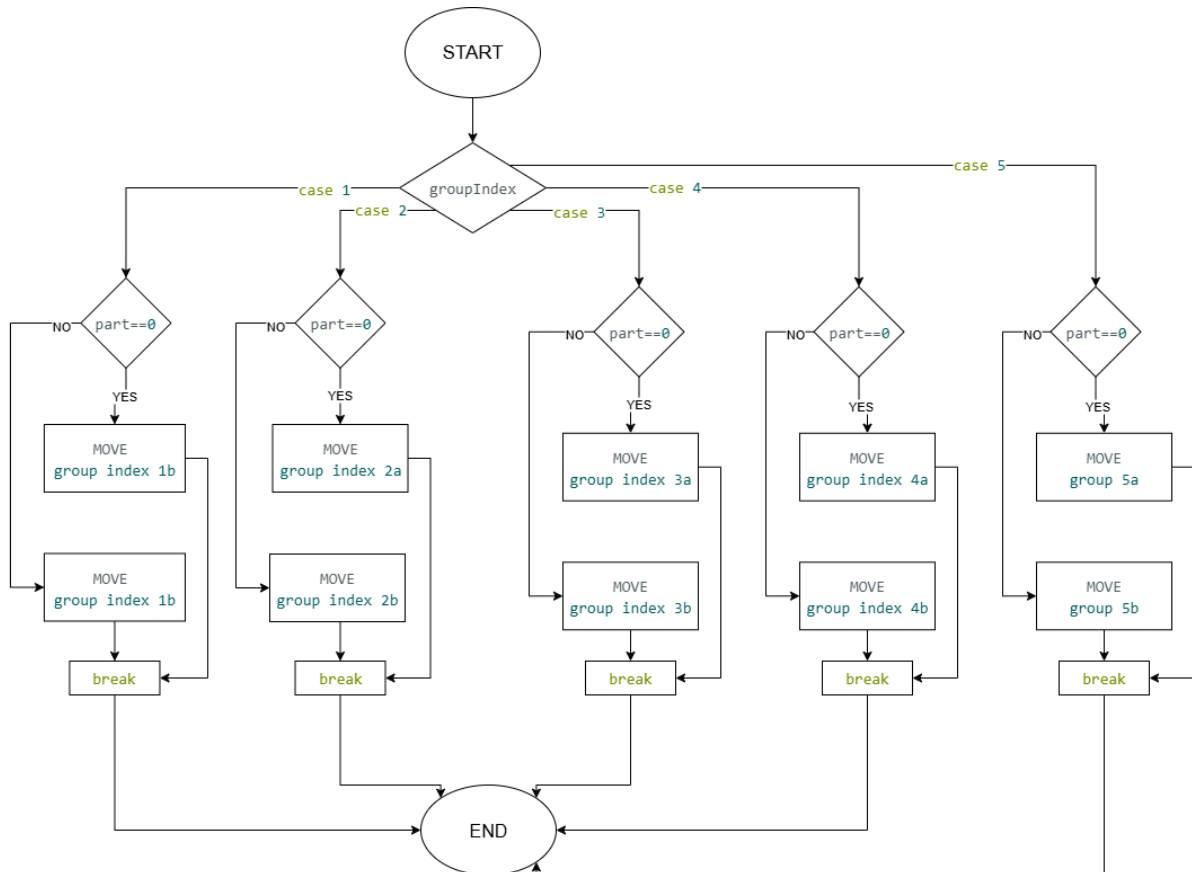 START
groupIndex
case 1
case 2
case 3
case 4
case 5
part==0
part==0
part==0
part==0
part==0
NO
NO
NO
NO
NO
YES
YES
YES
YES
YES
MOVE
group index 1b
MOVE
group index 2a
MOVE
group index 3a
MOVE
group index 4a
MOVE
group 5a
MOVE
group index 1b
MOVE
group index 2b
MOVE
group index 3b
MOVE
group index 4b
MOVE
group 5b
break
break
break
break
break
END